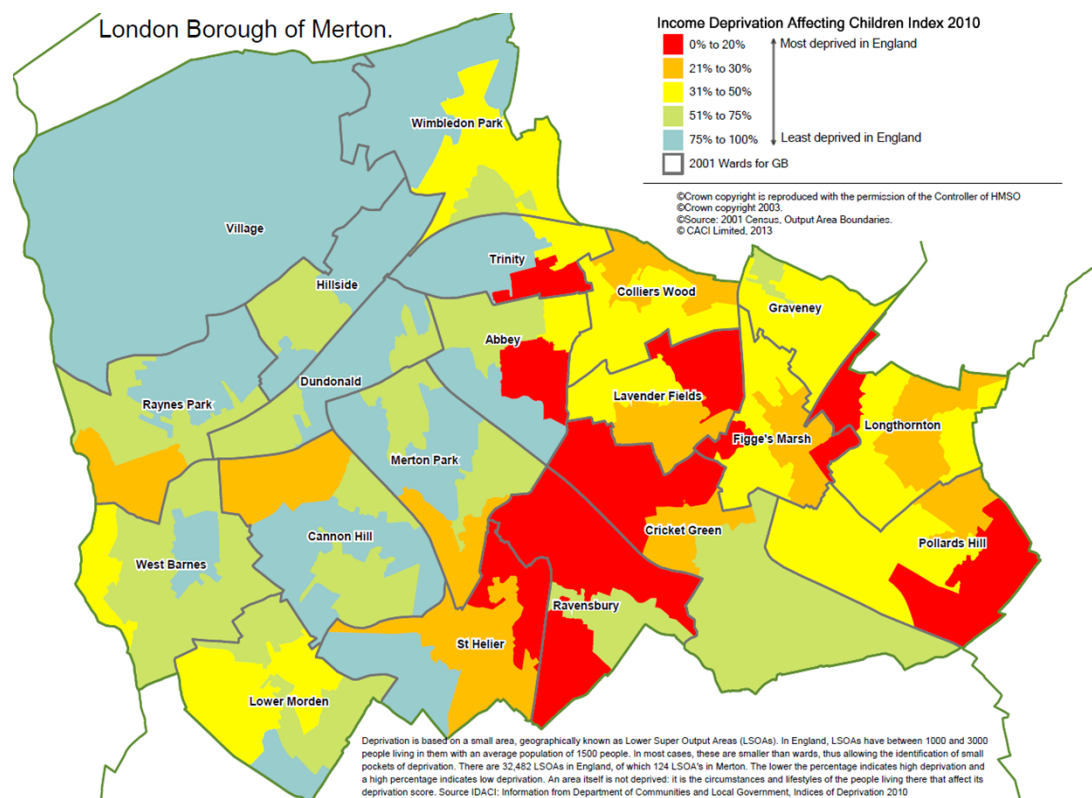 London Borough of Merton.
Income Deprivation Affecting Children Index 2010
0% to 20%
Most deprived in England
21% to 30%
31% to 50%
51% to 75%
75% to 100%
Least deprived in England
2001 Wards for GB
©Crown copyright is reproduced with the permission of the Controller of HMSO
©Crown copyright 2003.
©Source: 2001 Census, Output Area Boundaries.
© CACI Limited, 2013
Wimbledon Park
Village
Trinity
Hillside
Colliers Wood
Graveney
Abbey
Dundonald
Raynes Park
Lavender Fields
Longthornton
Figge's Marsh
Merton Park
Cricket Green
Cannon Hill
Pollards Hill
West Barnes
Ravensbury
St Helier
Lower Morden
Deprivation is based on a small area, geographically known as Lower Super Output Areas (LSOAs). In England, LSOAs have between 1000 and 3000
people living in them with an average population of 1500 people. In most cases, these are smaller than wards, thus allowing the identification of small
pockets of deprivation. There are 32,482 LSOAs in England, of which 124 LSOA's in Merton. The lower the percentage indicates high deprivation and
a high percentage indicates low deprivation. An area itself is not deprived: it is the circumstances and lifestyles of the people living there that affect its
deprivation score. Source IDACI: Information from Department of Communities and Local Government, Indices of Deprivation 2010